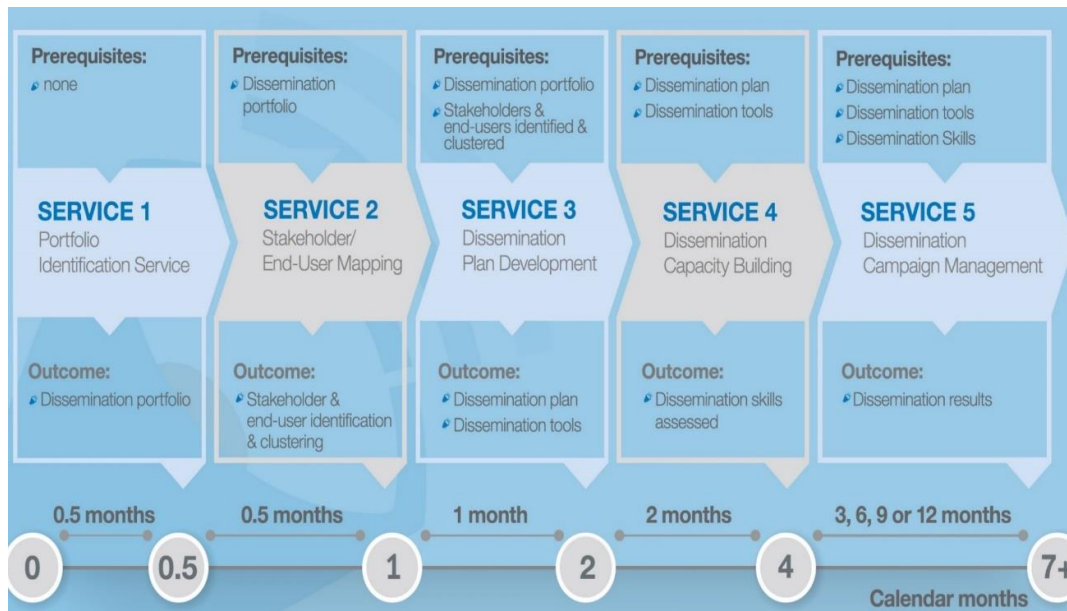 Prerequisites:
none
SERVICE 1
Portfolio
Identification Service
Outcome:
Dissemination portfolio
Prerequisites:
Dissemination
portfolio
SERVICE 2
Stakeholder/
End-User Mapping
Outcome:
Stakeholder &
end-user identification
& clustering
Prerequisites:
Dissemination portfolio
Stakeholders &
end-users identified &
clustered
SERVICE 3
Dissemination
Plan Development
Outcome:
Dissemination plan
Dissemination tools
Prerequisites:
Dissemination plan
Dissemination tools
SERVICE 4
Dissemination
Capacity Building
Outcome:
Dissemination skills
assessed
Prerequisites:
Dissemination plan
Dissemination tools
Dissemination Skills
SERVICE 5
Dissemination
Campaign Management
Outcome:
Dissemination results
0.5 months
0.5 months
1 month
2 months
3, 6, 9 or 12 months
0
0.5
1
2
4
7+
Calendar months